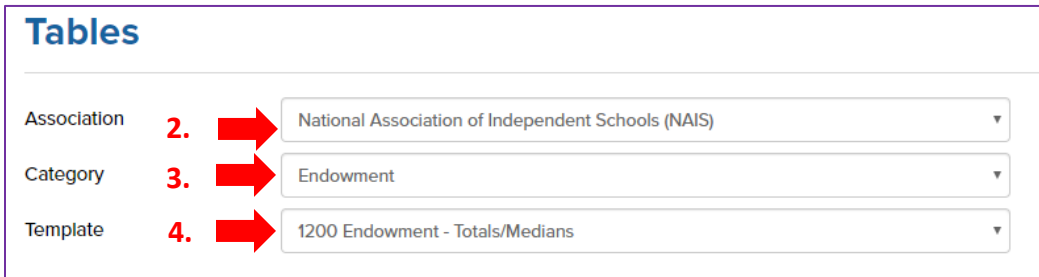 Tables
Association 2. National Association of Independent Schools (NAIS)
Category 3. Endowment
Template 4. 1200 Endowment - Totals/Medians